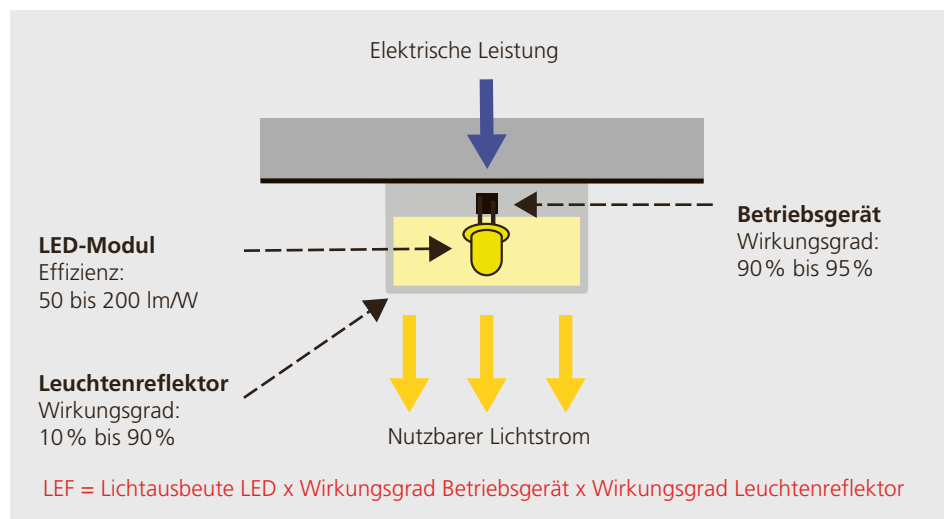 Elektrische Leistung
Betriebsgerät
Wirkungsgrad:
90 % bis 95 %
LED-Modul
Effizienz:
50 bis 200 lm/W
Leuchtenreflektor
Wirkungsgrad:
10 % bis 90 %
Nutzbarer Lichtstrom
LEF = Lichtausbeute LED x Wirkungsgrad Betriebsgerät x Wirkungsgrad Leuchtenreflektor